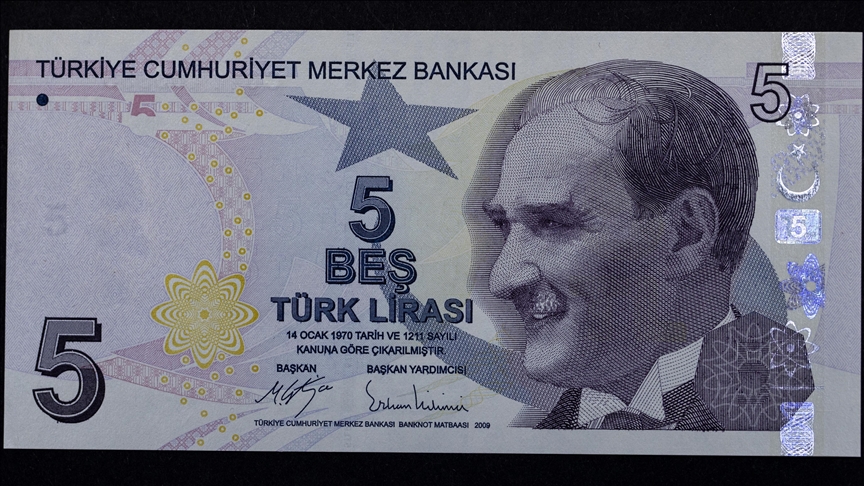 TÜRKİYE CUMHURİYET MERKEZ BANKASI
5
5
5
5
BEŞ
TÜRK LİRASI
14 OCAK 1970 TARİH VE 1211 SAYILI
KANUNA GÖRE ÇIKARILMIŞTIR.
BAŞKAN BAŞKAN YARDIMCISI
5
TÜRKİYE CUMHURİYET MERKEZ BANKASI BANKNOT MATBAASI 2009